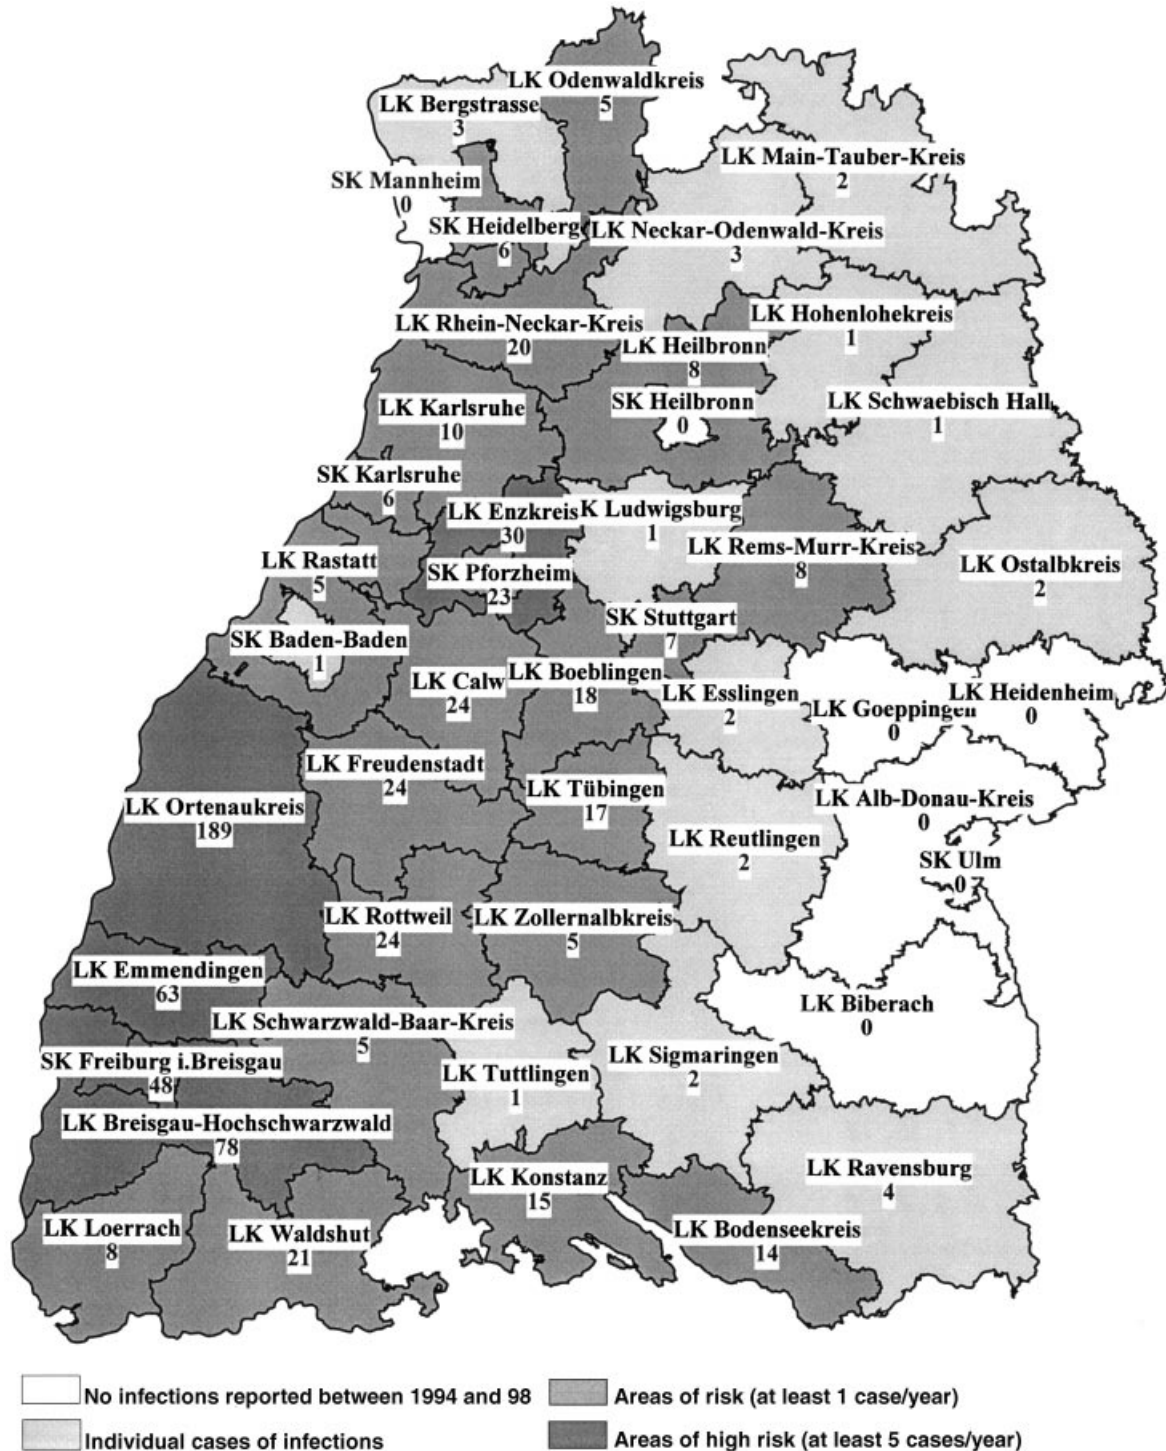 LK Odenwaldkreis
5
LK Bergstrasse
3
LK Main-Tauber-Kreis
2
SK Mannheim
0
SK Heidelberg
6
LK Neckar-Odenwald-Kreis
3
LK Hohenlohekreis
1
LK Rhein-Neckar-Kreis
20
LK Heilbronn
8
SK Heilbronn
0
LK Schwaebisch Hall
1
LK Karlsruhe
10
SK Karlsruhe
6
LK Enzkreis
30
K Ludwigsburg
1
LK Rems-Murr-Kreis
8
LK Ostalbkreis
2
LK Rastatt
5
SK Pforzheim
23
SK Stuttgart
7
SK Baden-Baden
1
LK Calw
24
LK Boeblingen
18
LK Esslingen
2
LK Goeppingen
0
LK Heidenheim
0
LK Freudenstadt
24
LK Tübingen
17
LK Alb-Donau-Kreis
0
LK Ortenaukreis
189
LK Reutlingen
2
SK Ulm
0
LK Rottweil
24
LK Zollernalbkreis
5
LK Emmendingen
63
LK Biberach
0
LK Schwarzwald-Baar-Kreis
5
SK Freiburg i.Breisgau
48
LK Tuttlingen
1
LK Sigmaringen
2
LK Breisgau-Hochschwarzwald
78
LK Konstanz
15
LK Ravensburg
4
LK Loerrach
8
LK Waldshut
21
LK Bodenseekreis
14
No infections reported between 1994 and 98
Areas of risk (at least 1 case/year)
Individual cases of infections
Areas of high risk (at least 5 cases/year)